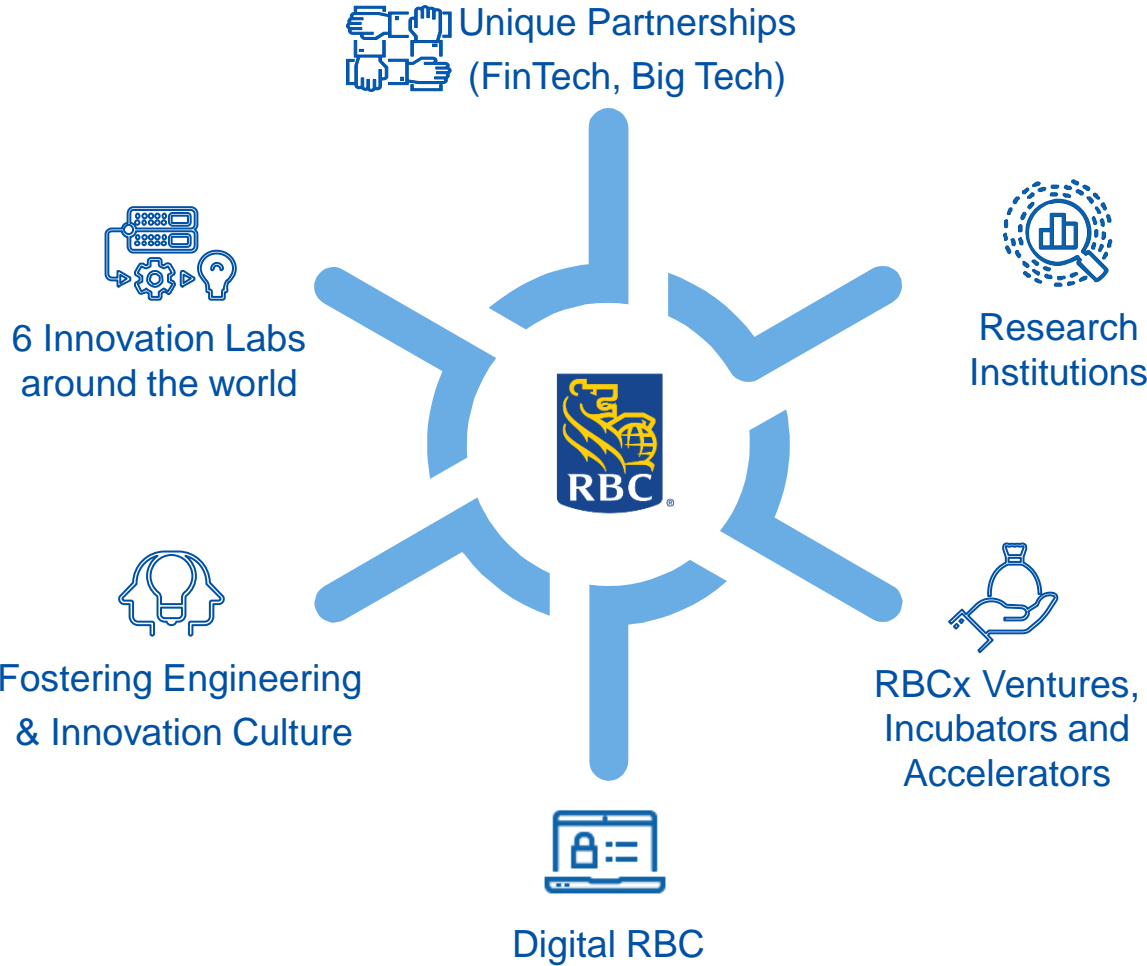 Unique Partnerships
(FinTech, Big Tech)
6 Innovation Labs
around the world
Research
Institutions
RBC
®
Fostering Engineering
& Innovation Culture
RBCx Ventures,
Incubators and
Accelerators
Digital RBC